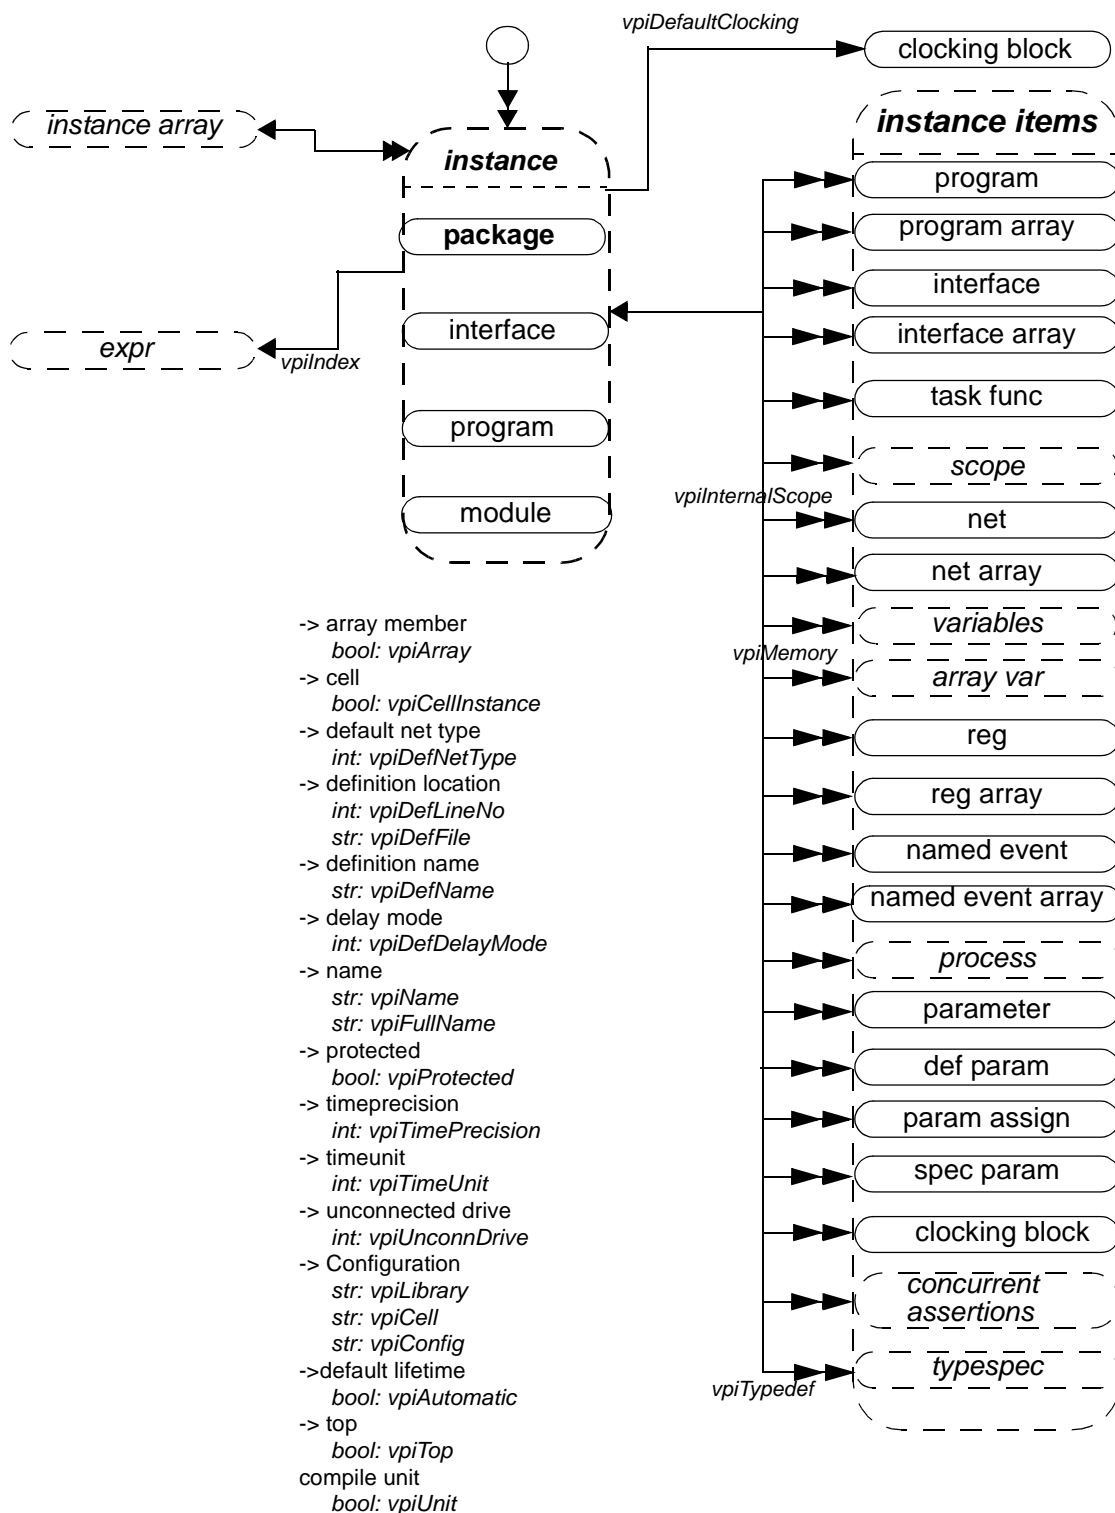 vpiDefaultClocking
clocking block
instance array
instance
package
interface
program
module
expr
vpiIndex
instance items
program
program array
interface
interface array
task func
scope
vpiInternalScope
net
net array
variables
vpiMemory
array var
reg
reg array
named event
named event array
process
parameter
def param
param assign
spec param
clocking block
concurrent
assertions
typespec
vpiTypedef
-> array member
bool: vpiArray
-> cell
bool: vpiCellInstance
-> default net type
int: vpiDefNetType
-> definition location
int: vpiDefLineNo
str: vpiDefFile
-> definition name
str: vpiDefName
-> delay mode
int: vpiDefDelayMode
-> name
str: vpiName
str: vpiFullName
-> protected
bool: vpiProtected
-> timeprecision
int: vpiTimePrecision
-> timeunit
int: vpiTimeUnit
-> unconnected drive
int: vpiUnconnDrive
-> Configuration
str: vpiLibrary
str: vpiCell
str: vpiConfig
->default lifetime
bool: vpiAutomatic
-> top
bool: vpiTop
compile unit
bool: vpiUnit